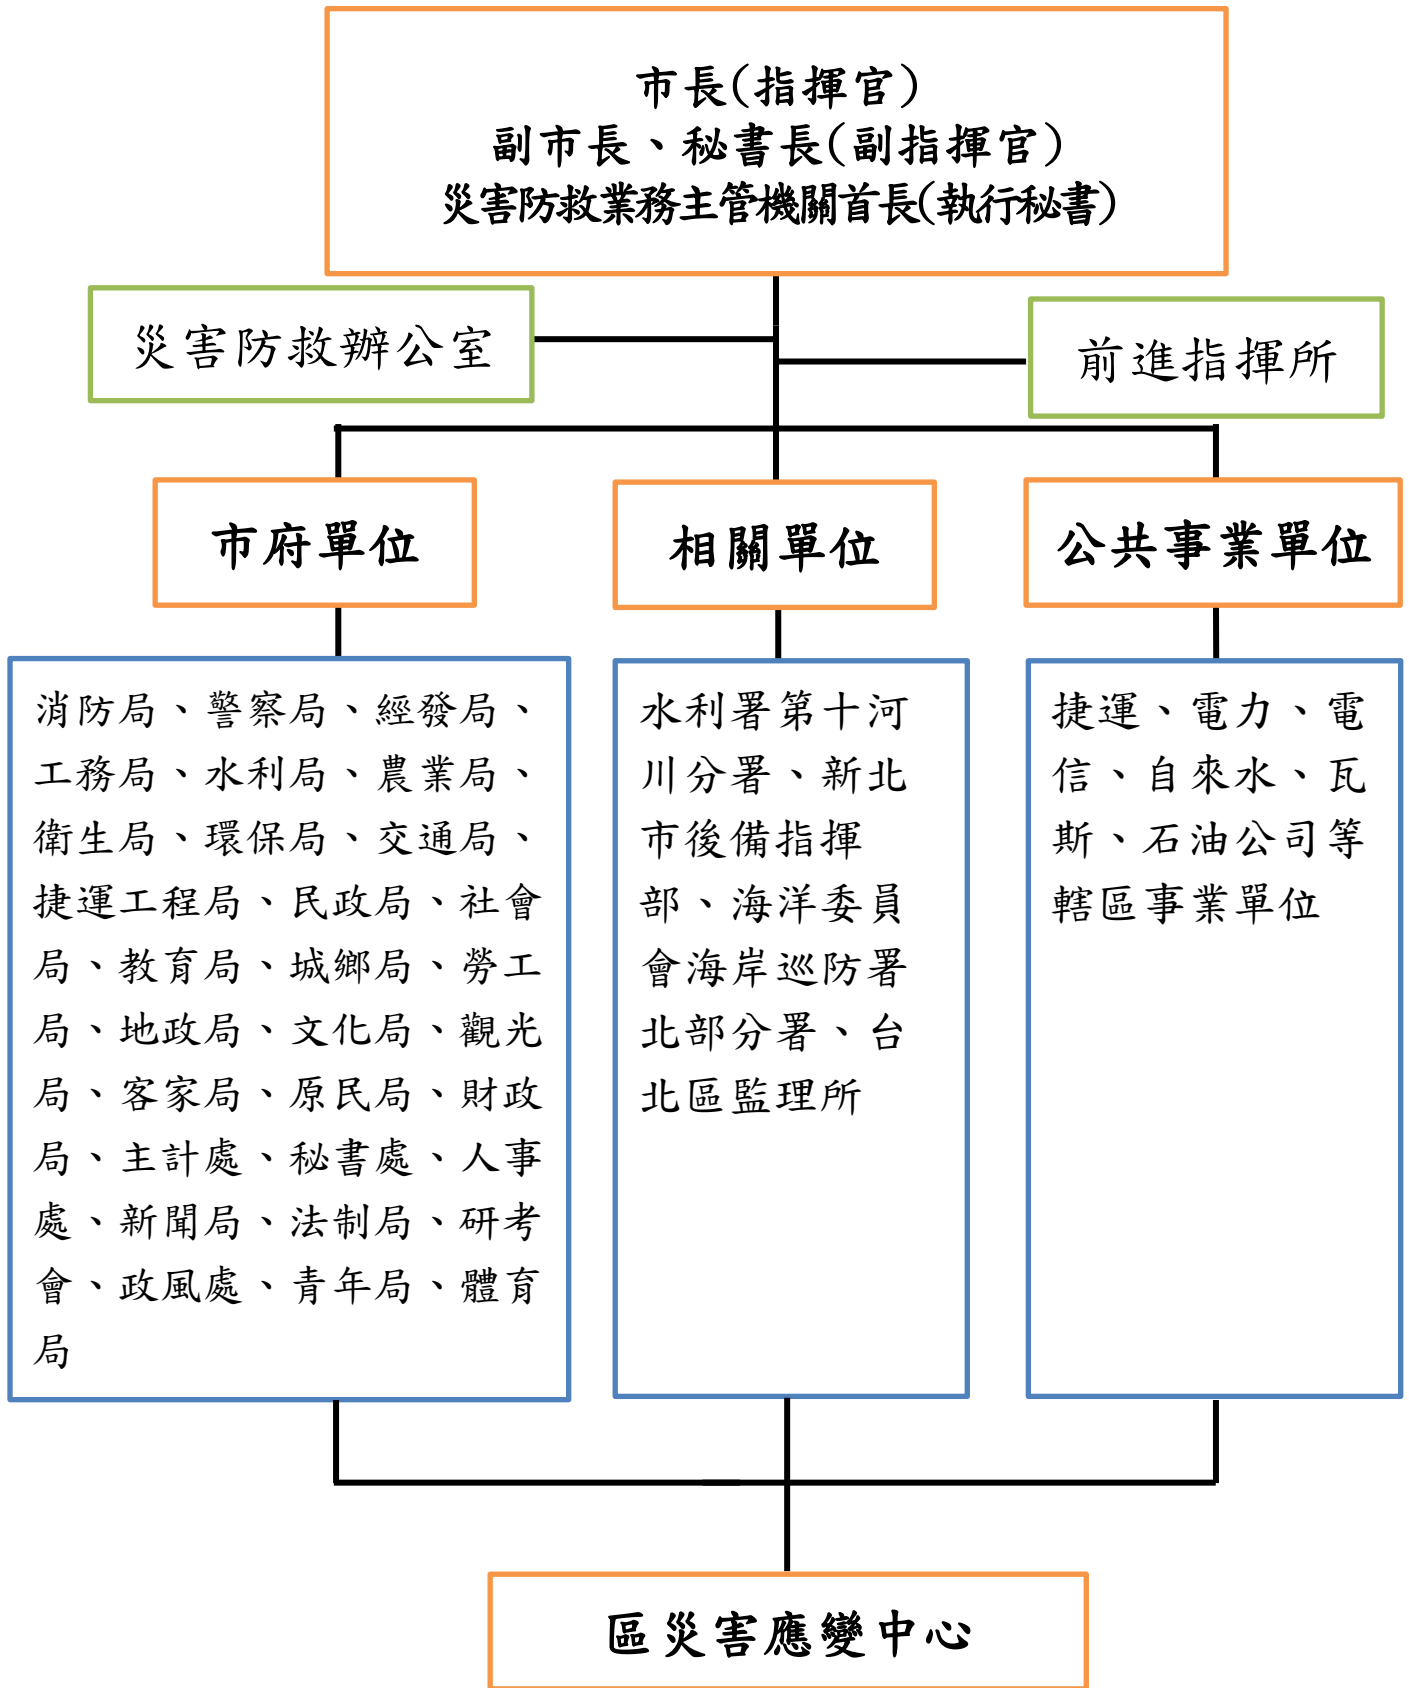 市長(指揮官)
副市長、秘書長(副指揮官)
災害防救業務主管機關首長(執行秘書)
災害防救辦公室
前進指揮所
市府單位
相關單位
公共事業單位
消防局、警察局、經發局、
工務局、水利局、農業局、
衛生局、環保局、交通局、
捷運工程局、民政局、社會
局、教育局、城鄉局、勞工
局、地政局、文化局、觀光
局、客家局、原民局、財政
局、主計處、秘書處、人事
處、新聞局、法制局、研考
會、政風處、青年局、體育
局
水利署第十河
川分署、新北
市後備指揮
部、海洋委員
會海岸巡防署
北部分署、台
北區監理所
捷運、電力、電
信、自來水、瓦
斯、石油公司等
轄區事業單位
區災害應變中心